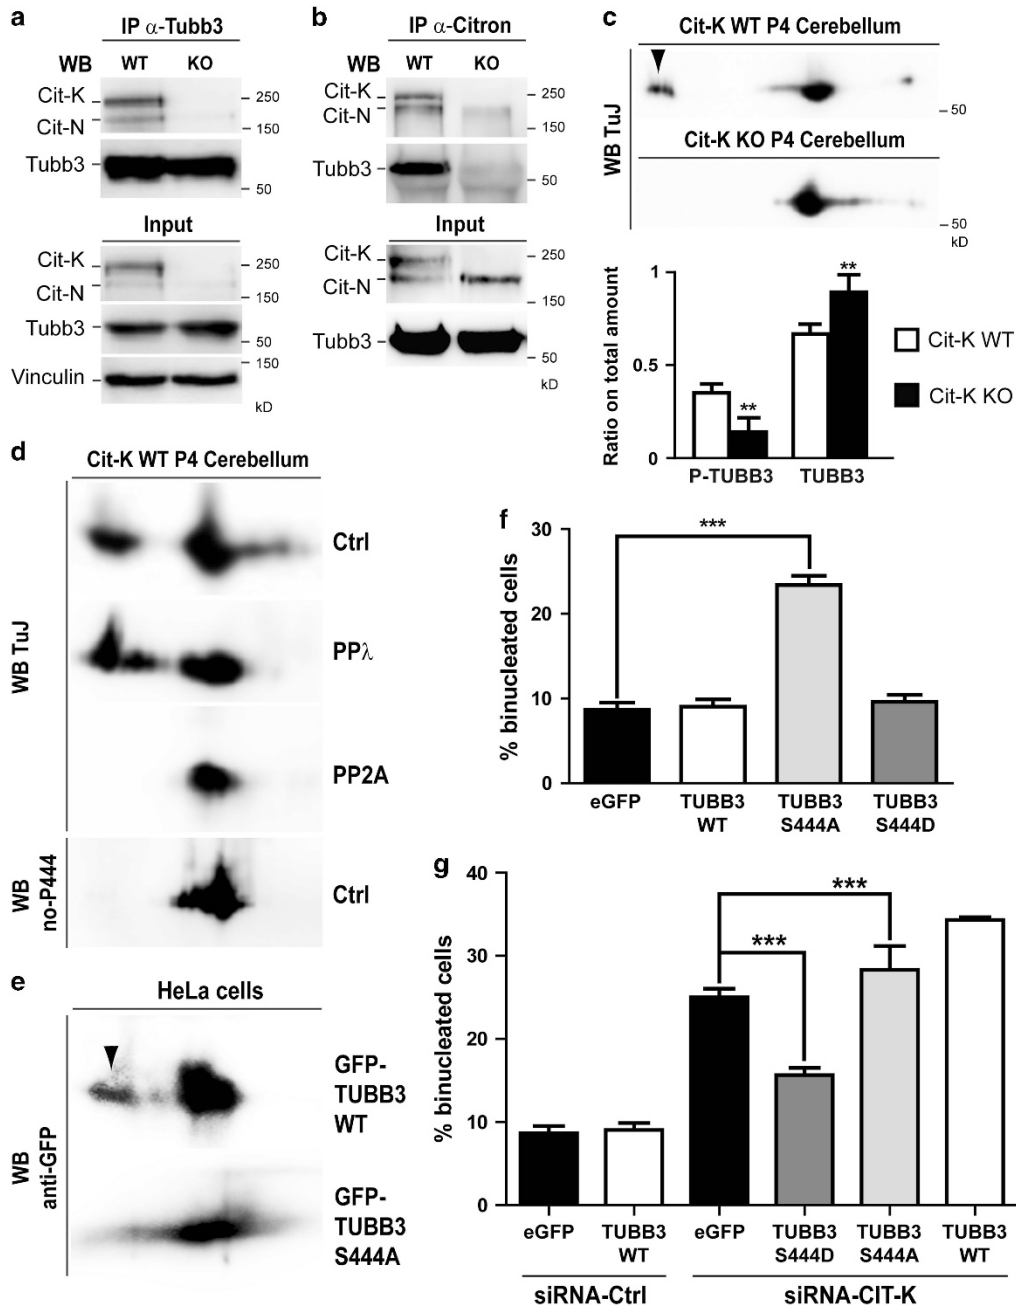 a
IP α-Tubb3
WB WT KO
Cit-K
250
Cit-N
150
Tubb3
50
Input
Cit-K
250
Cit-N
150
Tubb3
50
150
Vinculin
kD
b
IP α-Citron
WB WT KO
Cit-K
250
Cit-N
150
Tubb3
50
Input
Cit-K
250
Cit-N
150
Tubb3
50
kD
c
Cit-K WT P4 Cerebellum
50
Cit-K KO P4 Cerebellum
WB TuJ
50
kD
Ratio on total amount
1
0.5
0
**
**
P-TUBB3 TUBB3
Cit-K WT
Cit-K KO
d
Cit-K WT P4 Cerebellum
WB TuJ
Ctrl
PPλ
PP2A
WB
no-P444
Ctrl
e
HeLa cells
WB
anti-GFP
GFP-
TUBB3
WT
GFP-
TUBB3
S444A
f
% binucleated cells
30
20
10
0
***
eGFP TUBB3 TUBB3 TUBB3
WT S444A S444D
g
% binucleated cells
40
30
20
10
0
***
***
eGFP TUBB3 eGFP TUBB3 TUBB3 TUBB3
WT S444D S444A WT
siRNA-Ctrl siRNA-CIT-K